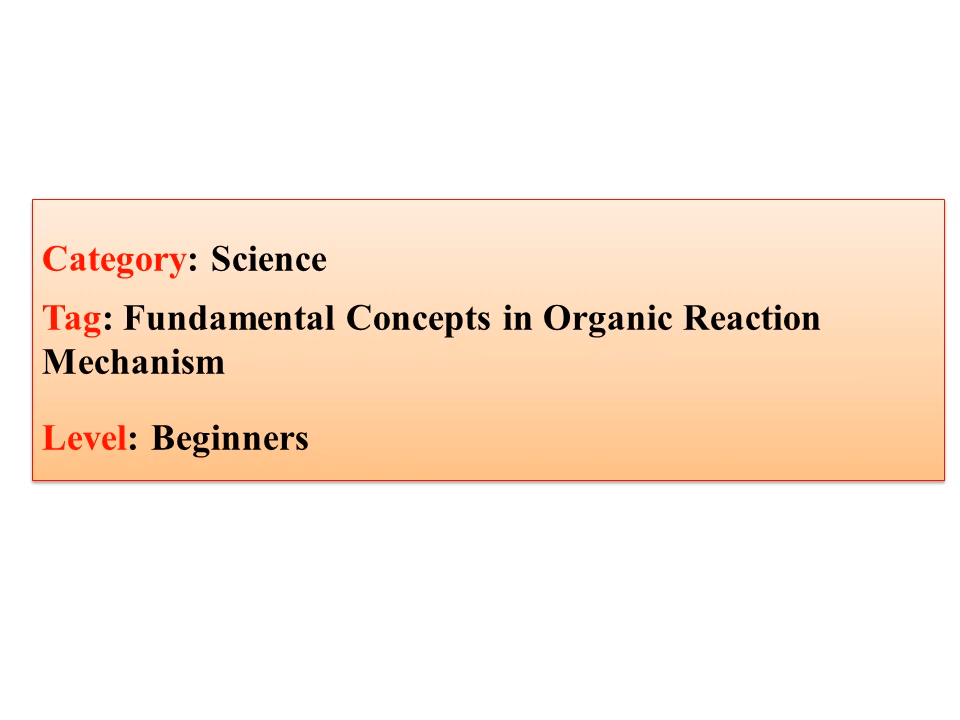 Category: Science
Tag: Fundamental Concepts in Organic Reaction
Mechanism
Level: Beginners